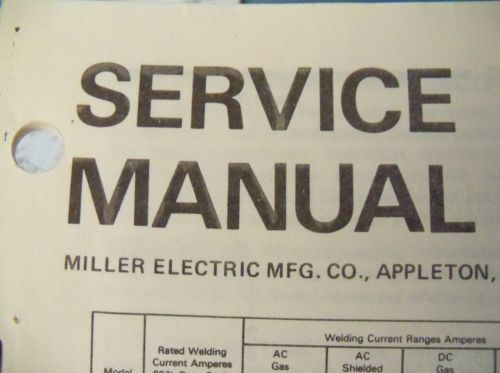 SERVICE
MANUAL
MILLER ELECTRIC MFG. CO., APPLETON,
Welding Current Ranges Amperes
Rated Welding
Current Amperes
AC
Gas
AC
Shielded
DC
Gas
Model